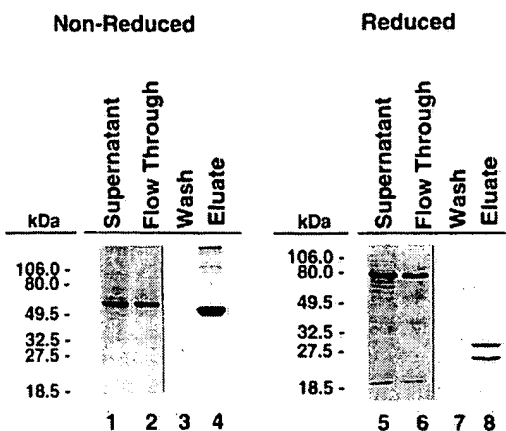 Non-Reduced Reduced
Supernatant Flow Through Wash Eluate Supernatant Flow Through Wash Eluate
kDa kDa
106.0 - 106.0 -
80.0 - 80.0 -
49.5 - 49.5 -
32.5 - 32.5 -
27.5 - 27.5 -
18.5 - 18.5 -
1 2 3 4 5 6 7 8